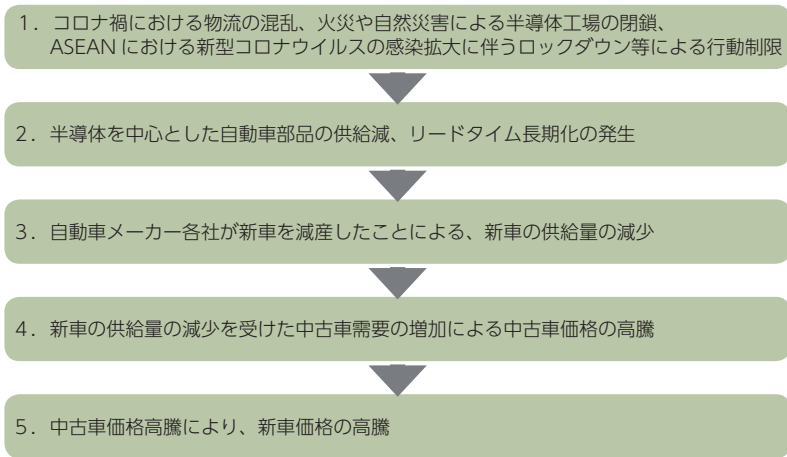 1．コロナ禍における物流の混乱、火災や自然災害による半導体工場の閉鎖、
ASEAN における新型コロナウイルスの感染拡大に伴うロックダウン等による行動制限
2．半導体を中心とした自動車部品の供給減、リードタイム長期化の発生
3．自動車メーカー各社が新車を減産したことによる、新車の供給量の減少
4．新車の供給量の減少を受けた中古車需要の増加による中古車価格の高騰
5．中古車価格高騰により、新車価格の高騰